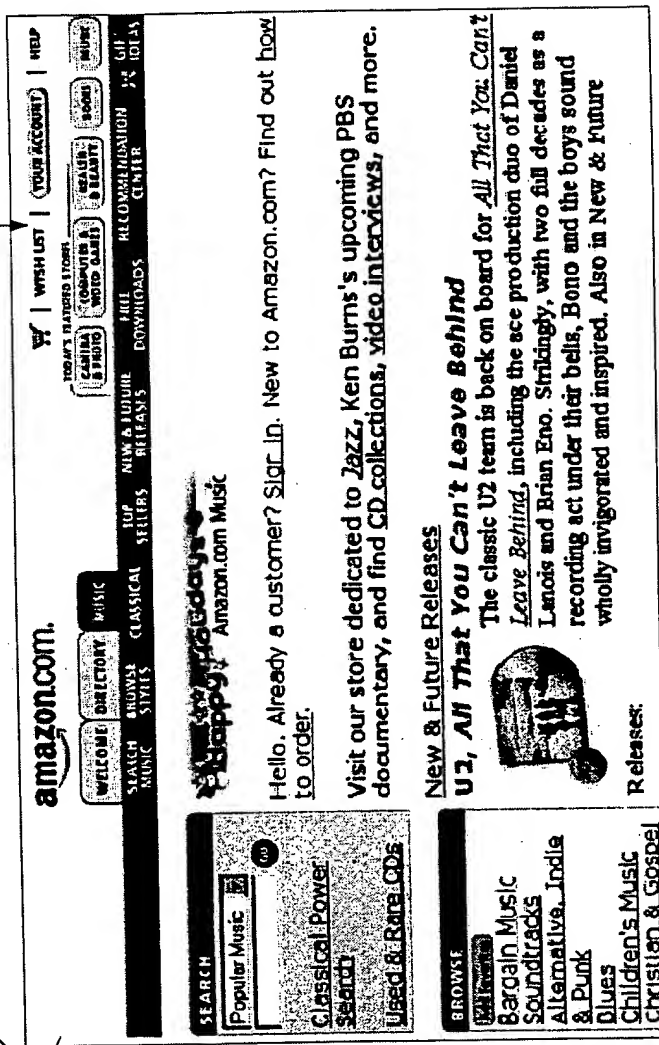 amazon.com.
WISH LIST | YOUR ACCOUNT | HELP
TODAY'S FEATURED STORES
WELCOME
DIRECTORY
MUSIC
CAMERA
& PHOTO
COMPUTER &
VIDEO GAMES
HEALTH
& BEAUTY
BOOKS
MUSIC
SEARCH
MUSIC
BROWSE
STYLES
CLASSICAL
TOP
SELLERS
NEW & FUTURE
RELEASES
FREE
DOWNLOADS
RECOMMENDATION
CENTER
GIFT
IDEAS
SEARCH
Popular Music
GO!
Classical Power
Search
Used & Rare CDs
BROWSE
Bargain Music
Soundtracks
Alternative, Indie
& Punk
Blues
Children's Music
Christian & Gospel
Happy Holidays
Amazon.com Music
Hello. Already a customer? Sign in. New to Amazon.com? Find out how
to order.
Visit our store dedicated to Jazz, Ken Burns's upcoming PBS
documentary, and find CD collections, video interviews, and more.
New & Future Releases
U2, All That You Can't Leave Behind
The classic U2 team is back on board for All That You Can't
Leave Behind, including the ace production duo of Daniel
Lanois and Brian Eno. Strikingly, with two full decades as a
recording act under their belts, Bono and the boys sound
wholly invigorated and inspired. Also in New & Future
Releases: